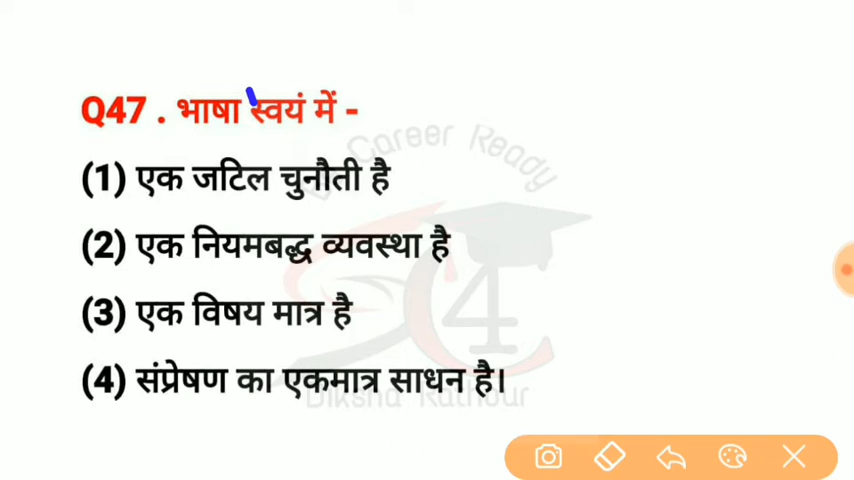 Q47 . भाषा स्वयं में -
(1) एक जटिल चुनौती है
(2) एक नियमबद्ध व्यवस्था है
(3) एक विषय मात्र है
(4) संप्रेषण का एकमात्र साधन है।
Career Ready
Diksha Rathour